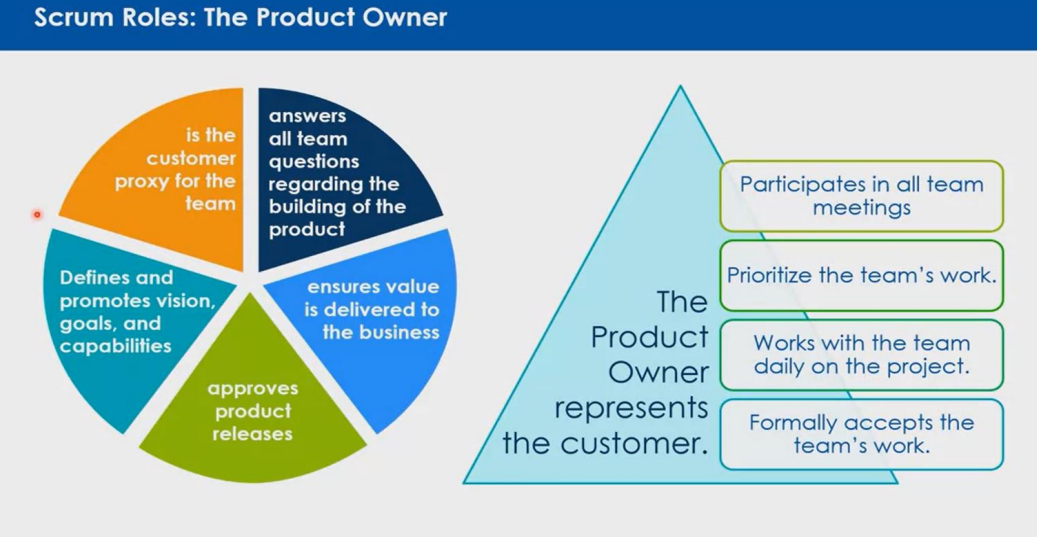 Scrum Roles: The Product Owner
is the
customer
proxy for the
team
answers
all team
questions
regarding the
building of the
product
Defines and
promotes vision,
goals, and
capabilities
ensures value
is delivered to
the business
approves
product
releases
The
Product
Owner
represents
the customer.
Participates in all team
meetings
Prioritize the team's work.
Works with the team
daily on the project.
Formally accepts the
team's work.